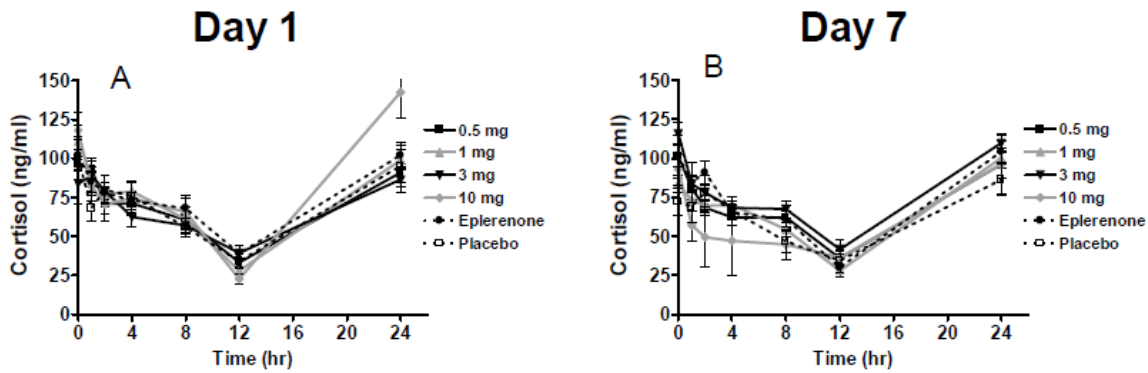 Day 1
A
Cortisol (ng/ml)
150
125
100
75
50
25
0
0 4 8 12 16 20 24
Time (hr)
0.5 mg
1 mg
3 mg
10 mg
Eplerenone
Placebo
Day 7
B
Cortisol (ng/ml)
150
125
100
75
50
25
0
0 4 8 12 16 20 24
Time (hr)
0.5 mg
1 mg
3 mg
10 mg
Eplerenone
Placebo